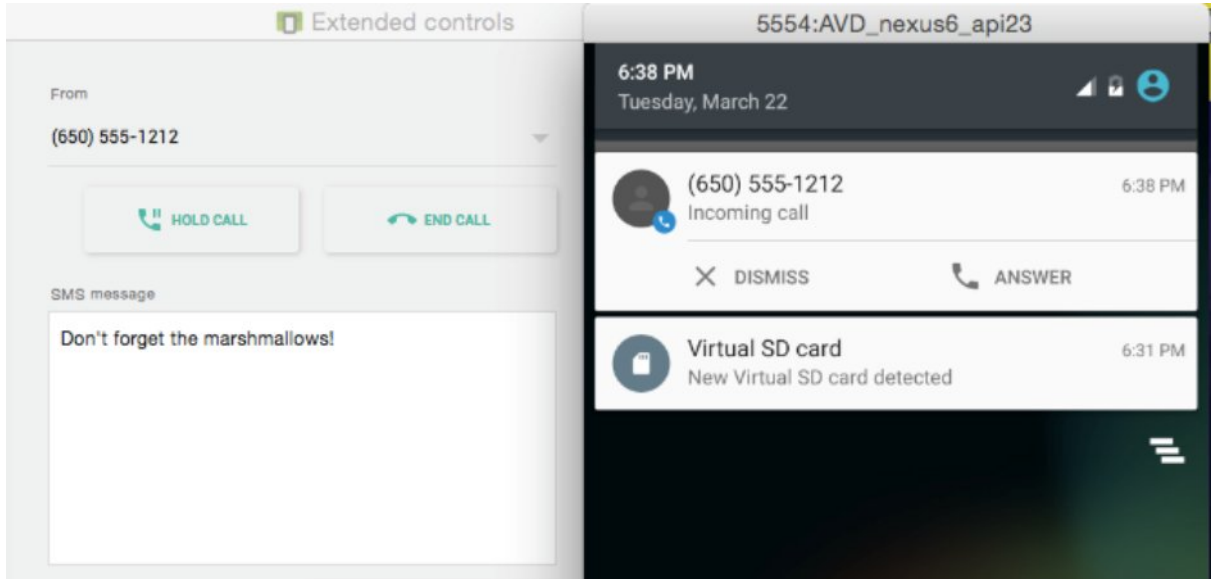 Extended controls
From
(650) 555-1212
HOLD CALL
END CALL
SMS message
Don't forget the marshmallows!
5554:AVD_nexus6_api23
6:38 PM
Tuesday, March 22
(650) 555-1212
6:38 PM
Incoming call
DISMISS
ANSWER
Virtual SD card
6:31 PM
New Virtual SD card detected